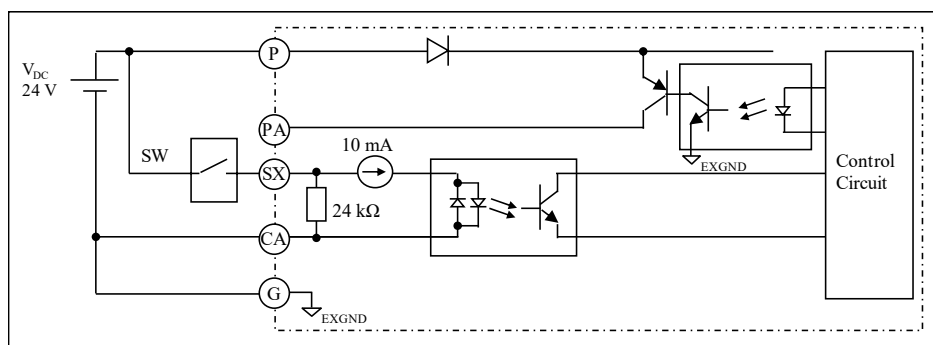 P
V_DC
24 V
PA
SW
SX
10 mA
EXGND
Control
Circuit
24 kΩ
CA
G
EXGND